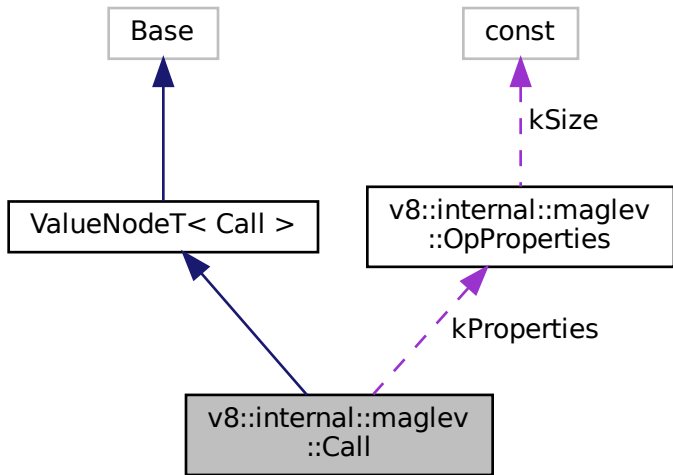 Base
const
kSize
ValueNodeT< Call >
v8::internal::maglev
::OpProperties
kProperties
v8::internal::maglev
::Call